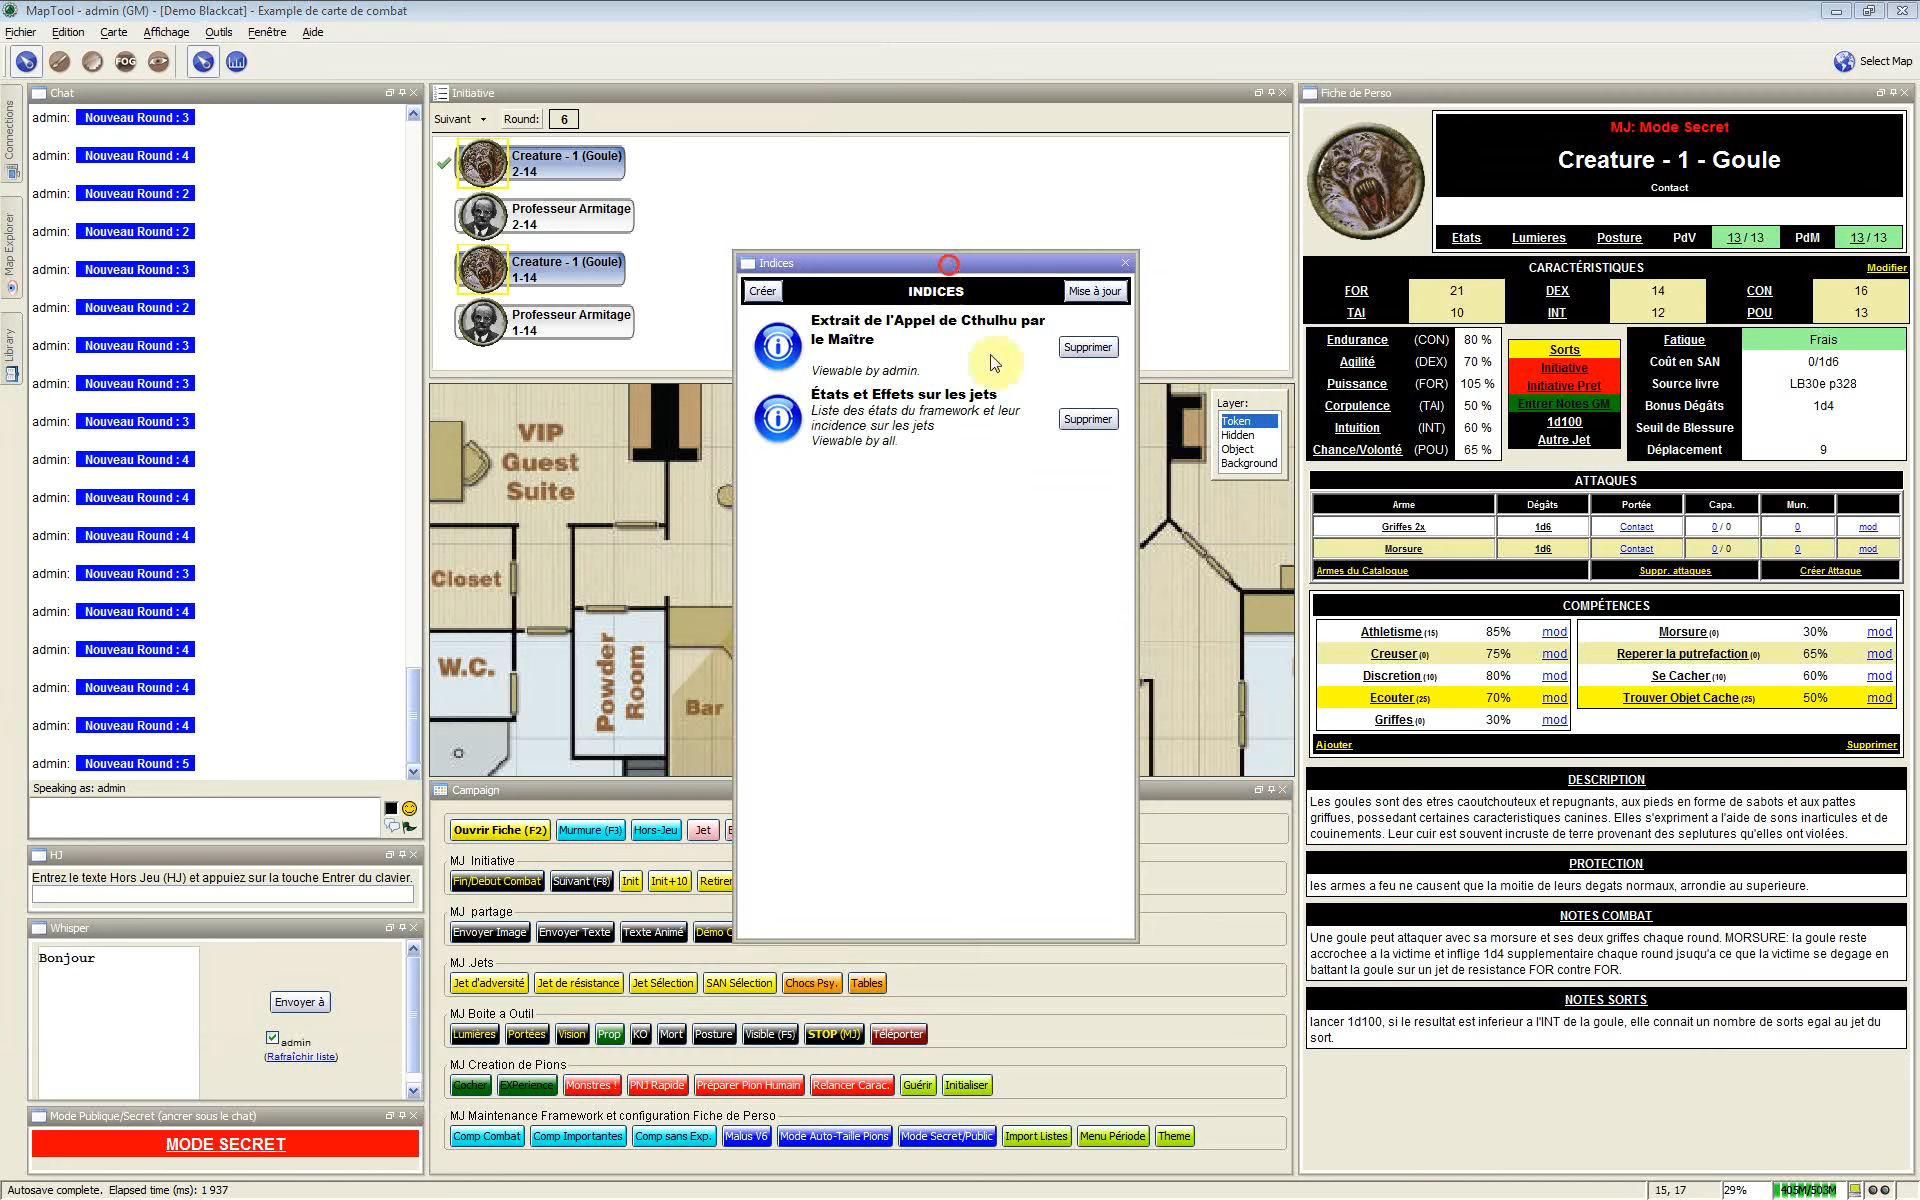 MapTool - admin (GM) - [Demo Blackcat] - Example de carte de combat
Fichier Edition Carte Affichage Outils Fenêtre Aide
FOG
Select Map
Connections
Map Explorer
Library
Chat
admin: Nouveau Round : 3
admin: Nouveau Round : 4
admin: Nouveau Round : 2
admin: Nouveau Round : 2
admin: Nouveau Round : 3
admin: Nouveau Round : 2
admin: Nouveau Round : 3
admin: Nouveau Round : 3
admin: Nouveau Round : 3
admin: Nouveau Round : 4
admin: Nouveau Round : 4
admin: Nouveau Round : 4
admin: Nouveau Round : 3
admin: Nouveau Round : 4
admin: Nouveau Round : 4
admin: Nouveau Round : 4
admin: Nouveau Round : 4
admin: Nouveau Round : 5
Speaking as: admin
HJ
Entrez le texte Hors Jeu (HJ) et appuiez sur la touche Entrer du clavier.
Whisper
Bonjour
Envoyer à
admin
(Rafraîchir liste)
Mode Publique/Secret (ancrer sous le chat)
MODE SECRET
Initiative
Suivant Round: 6
Creature - 1 (Goule)
2-14
Professeur Armitage
2-14
Creature - 1 (Goule)
1-14
Professeur Armitage
1-14
Indices
Créer INDICES Mise à jour
Extrait de l'Appel de Cthulhu par
le Maître
Viewable by admin.
Supprimer
États et Effets sur les jets
Liste des états du framework et leur
incidence sur les jets
Viewable by all.
Supprimer
VIP
Guest
Suite
Closet
W.C.
Powder
Room
Bar
Layer:
Token
Hidden
Object
Background
Campaign
Ouvrir Fiche (F2) Murmure (F3) Hors-Jeu Jet
MJ Initiative
Fin/Debut Combat Suivant (F8) Init Init+10 Retirer
MJ partage
Envoyer Image Envoyer Texte Texte Animé Démo
MJ .Jets
Jet d'adversité Jet de résistance Jet Sélection SAN Sélection Chocs Psy. Tables
MJ Boite a Outil
Lumières Portées Vision Prop KO Mort Posture Visible (F5) STOP (MJ) Téléporter
MJ Creation de Pions
Cocher EXPerience Monstres ! PNJ Rapide Préparer Pion Humain Relancer Carac. Guérir Initialiser
MJ Maintenance Framework et configuration Fiche de Perso
Comp Combat Comp Importantes Comp sans Exp. Malus V6 Mode Auto-Taille Pions Mode Secret/Public Import Listes Menu Période Theme
Fiche de Perso
MJ: Mode Secret
Creature - 1 - Goule
Contact
Etats Lumieres Posture PdV 13 / 13 PdM 13 / 13
CARACTÉRISTIQUES Modifier
FOR 21 DEX 14 CON 16
TAI 10 INT 12 POU 13
Endurance (CON) 80 %
Agilité (DEX) 70 %
Puissance (FOR) 105 %
Corpulence (TAI) 50 %
Intuition (INT) 60 %
Chance/Volonté (POU) 65 %
Sorts
Initiative
Initiative Pret
Entrer Notes GM
1d100
Autre Jet
Fatigue Frais
Coût en SAN 0/1d6
Source livre LB30e p328
Bonus Dégâts 1d4
Seuil de Blessure
Déplacement 9
ATTAQUES
Arme Dégâts Portée Capa. Mun.
Griffes 2x 1d6 Contact 0 / 0 0 mod
Morsure 1d6 Contact 0 / 0 0 mod
Armes du Catalogue Suppr. attaques Créer Attaque
COMPÉTENCES
Athletisme (15) 85% mod Morsure (0) 30% mod
Creuser (0) 75% mod Reperer la putrefaction (0) 65% mod
Discretion (10) 80% mod Se Cacher (10) 60% mod
Ecouter (25) 70% mod Trouver Objet Cache (25) 50% mod
Griffes (0) 30% mod
Ajouter Supprimer
DESCRIPTION
Les goules sont des etres caoutchouteux et repugnants, aux pieds en forme de sabots et aux pattes
griffues, possedant certaines caracteristiques canines. Elles s'expriment a l'aide de sons inarticules et de
couinements. Leur cuir est souvent incruste de terre provenant des seplutures qu'elles ont violées.
PROTECTION
les armes a feu ne causent que la moitie de leurs degats normaux, arrondie au superieure.
NOTES COMBAT
Une goule peut attaquer avec sa morsure et ses deux griffes chaque round. MORSURE: la goule reste
accrochee a la victime et inflige 1d4 supplementaire chaque round jsuqu'a ce que la victime se degage en
battant la goule sur un jet de resistance FOR contre FOR.
NOTES SORTS
lancer 1d100, si le resultat est inferieur a l'INT de la goule, elle connait un nombre de sorts egal au jet du
sort.
Autosave complete. Elapsed time (ms): 1 937
15, 17 29% 405M/503M